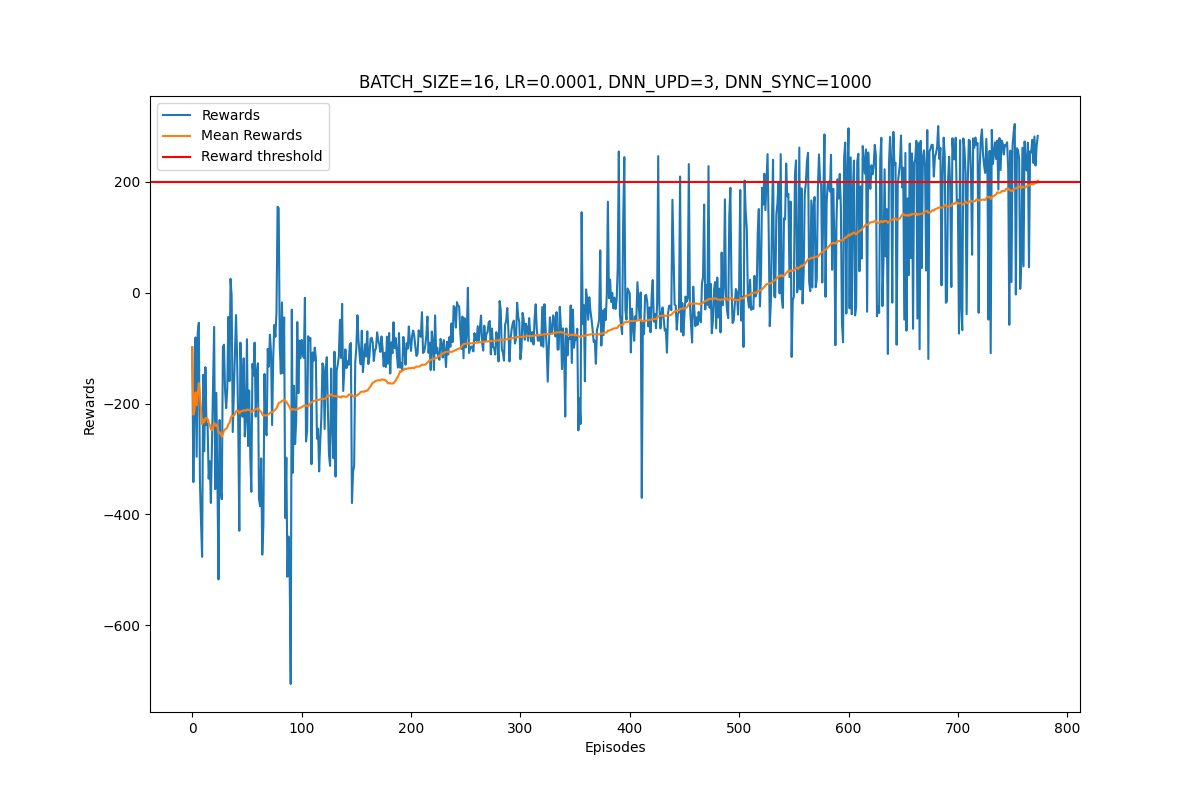 BATCH_SIZE=16, LR=0.0001, DNN_UPD=3, DNN_SYNC=1000
Rewards
Mean Rewards
Reward threshold
200
0
−200
−400
−600
Rewards
0 100 200 300 400 500 600 700 800
Episodes